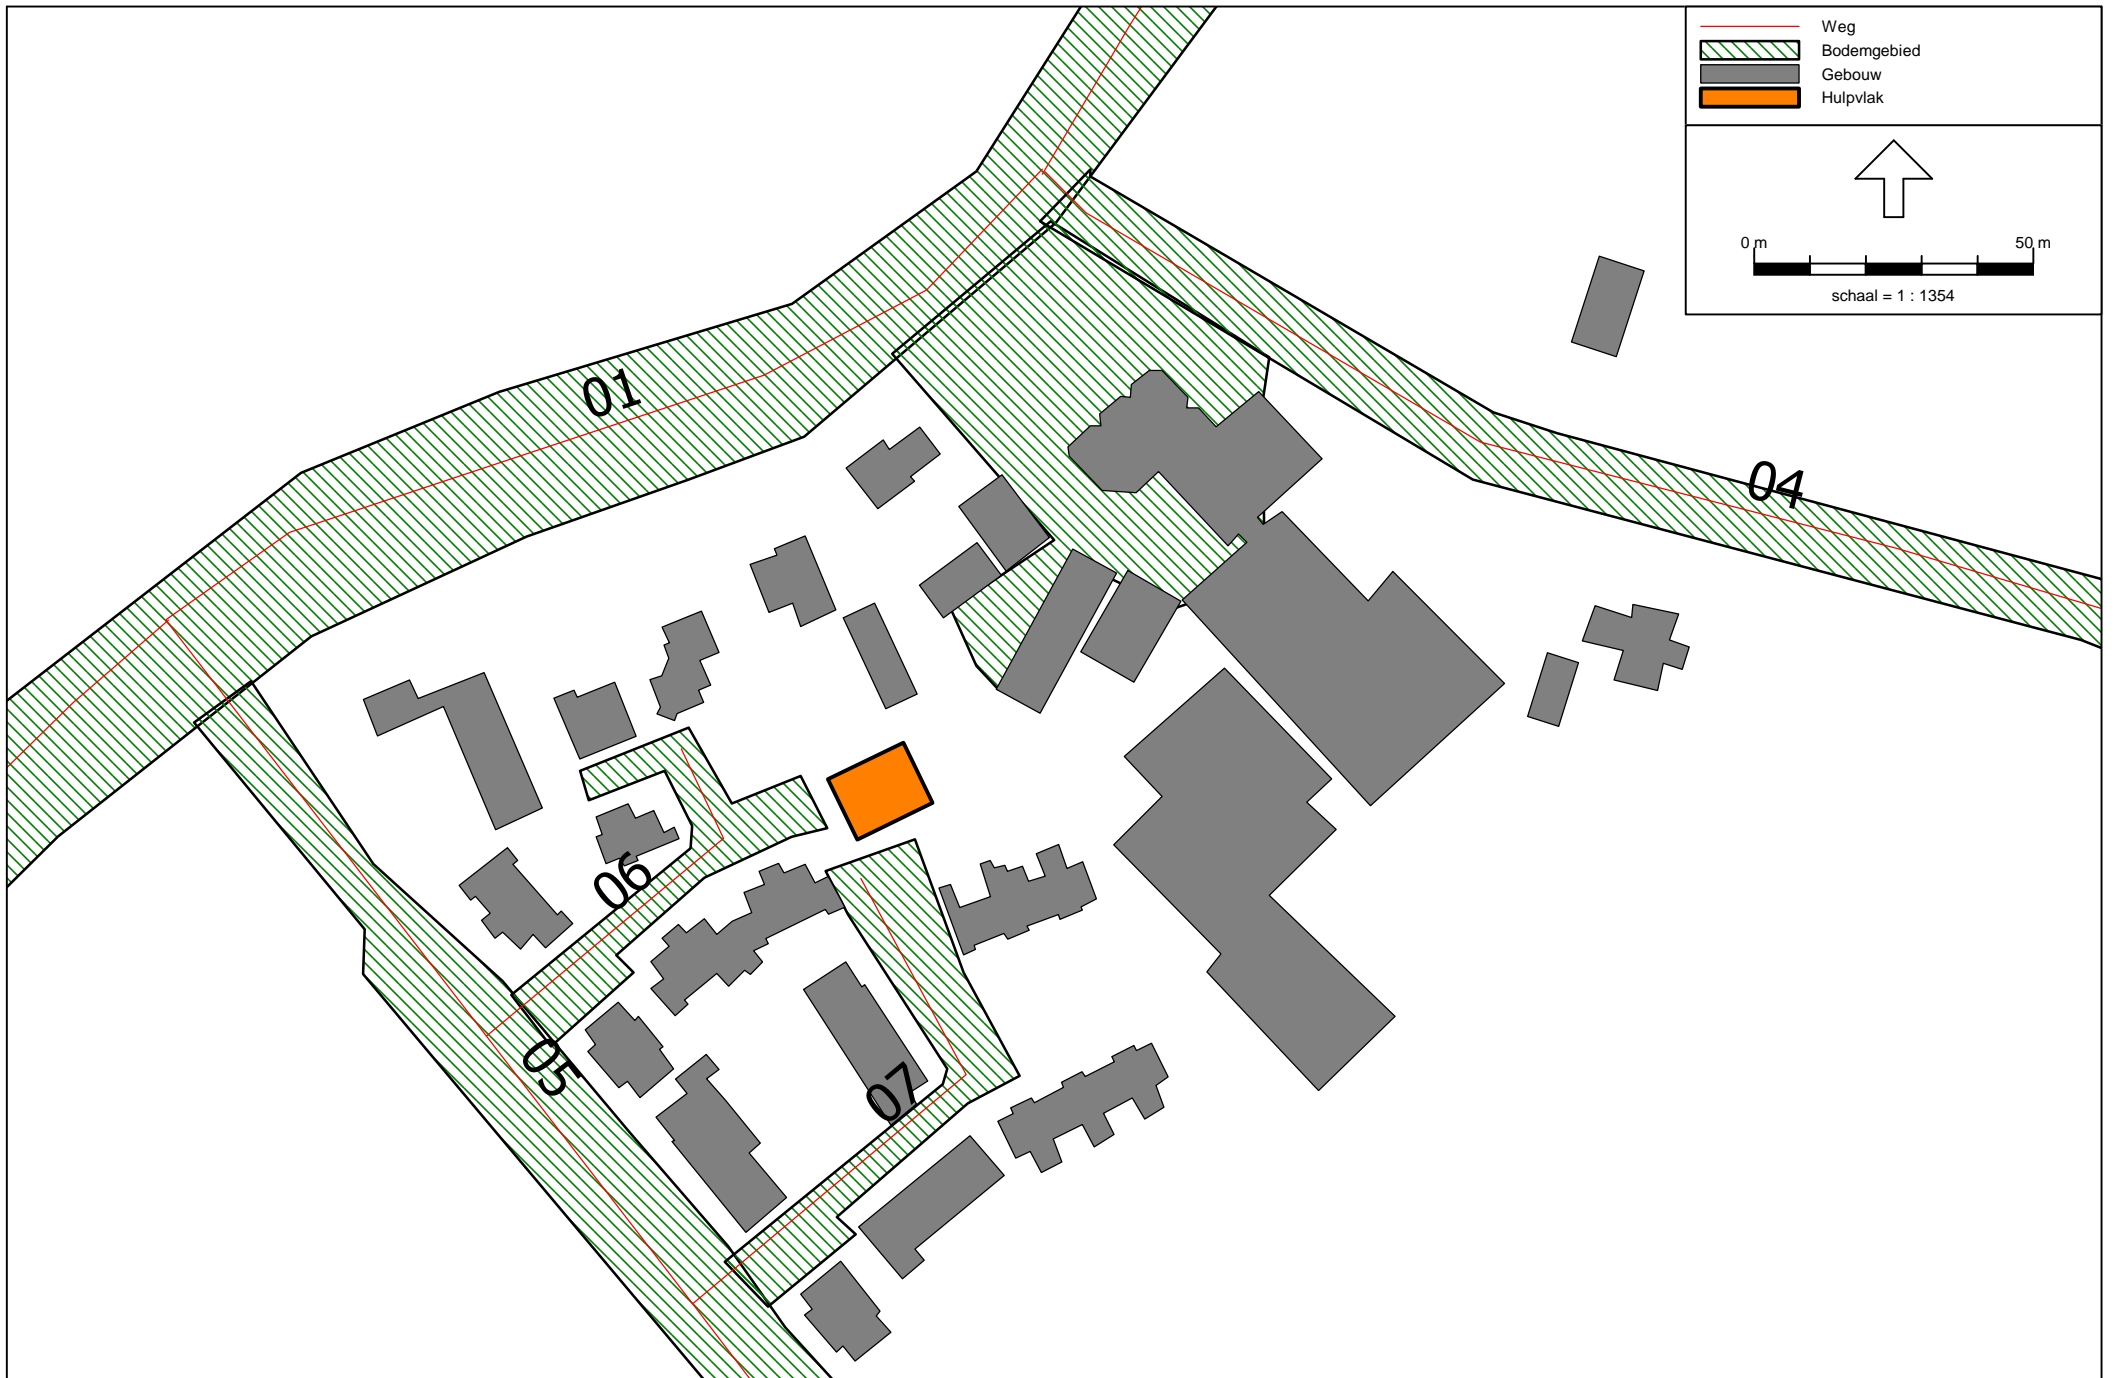 Weg
Bodemgebied
Gebouw
Hulpvlak
0 m 50 m
schaal = 1 : 1354
01
04
06
05
07